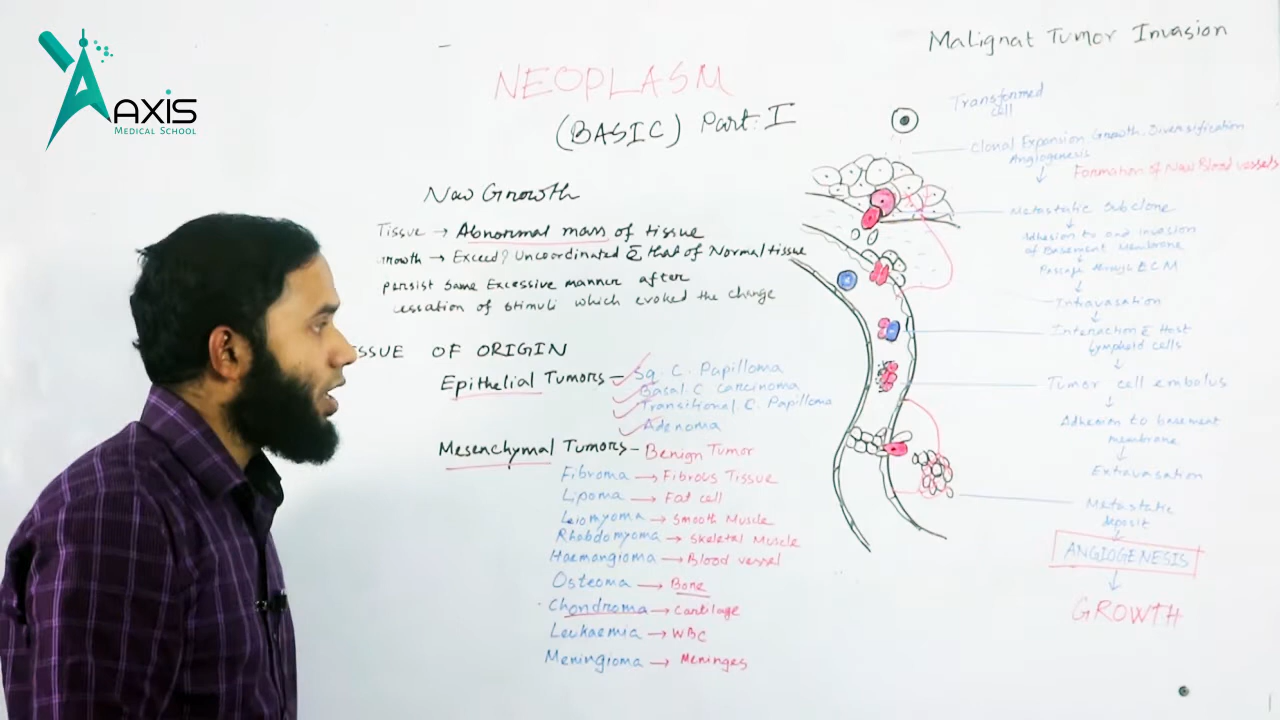 AXIS
MEDICAL SCHOOL
NEOPLASM
(BASIC) Part: I
New Growth
Tissue → Abnormal mass of tissue
Growth → Exceed? Uncoordinated c̄ that of Normal tissue
persist Same Excessive manner after
cessation of stimuli which evoked the change
ISSUE OF ORIGIN
Epithelial Tumors – Sq. C. Papilloma
Basal. C Carcinoma
Transitional C. Papilloma
Adenoma
Mesenchymal Tumors – Benign Tumor
Fibroma → Fibrous Tissue
Lipoma → Fat cell
Leiomyoma → Smooth Muscle
Rhabdomyoma → Skeletal Muscle
Haemangioma → Blood vessel
Osteoma → Bone
Chondroma → Cartilage
Leukaemia → WBC
Meningioma → Meninges
Malignat Tumor Invasion
Transformed
cell
Clonal Expansion, Growth, Diversification
Angiogenesis
Formation of New Blood vessels
Metastatic Subclone
Adhesion to and invasion
of Basement Membrane
Passage through E C M
Intravasation
Interaction c̄ Host
Lymphoid cells
Tumor cell embolus
Adhesion to basement
membrane
Extravasation
Metastatic
deposit
ANGIOGENESIS
GROWTH